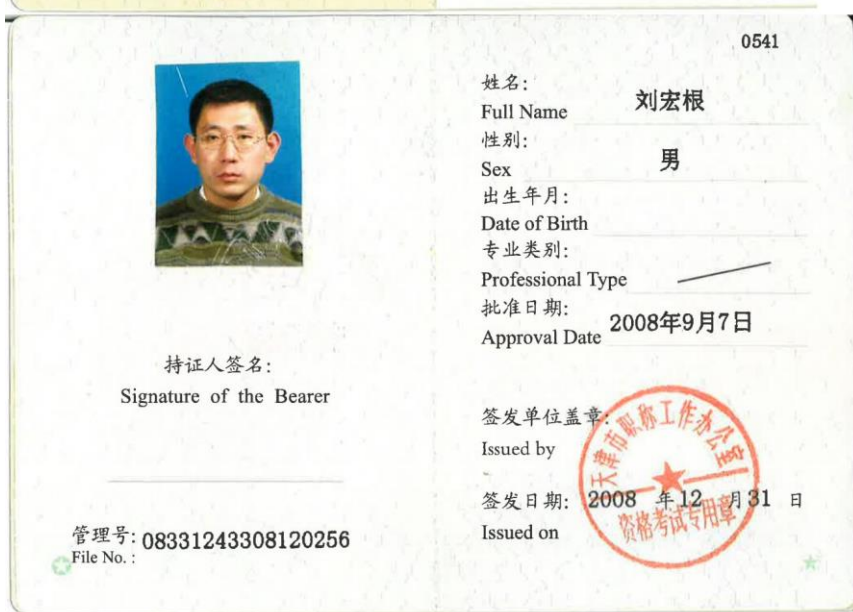 0541
姓名:
Full Name 刘宏根
性别:
Sex 男
出生年月:
Date of Birth
专业类别:
Professional Type
批准日期:
Approval Date 2008年9月7日
持证人签名:
Signature of the Bearer
签发单位盖章:
Issued by
天津市职称工作办公室
资格考试专用章
签发日期: 2008 年 12 月 31 日
Issued on
管理号: 08331243308120256
File No. :